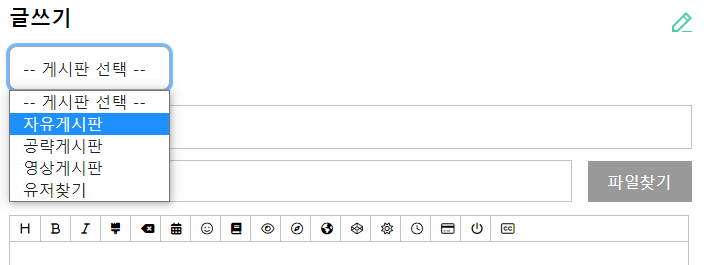 글쓰기
-- 게시판 선택 --
-- 게시판 선택 --
자유게시판
공략게시판
영상게시판
유저찾기
파일찾기
H B I